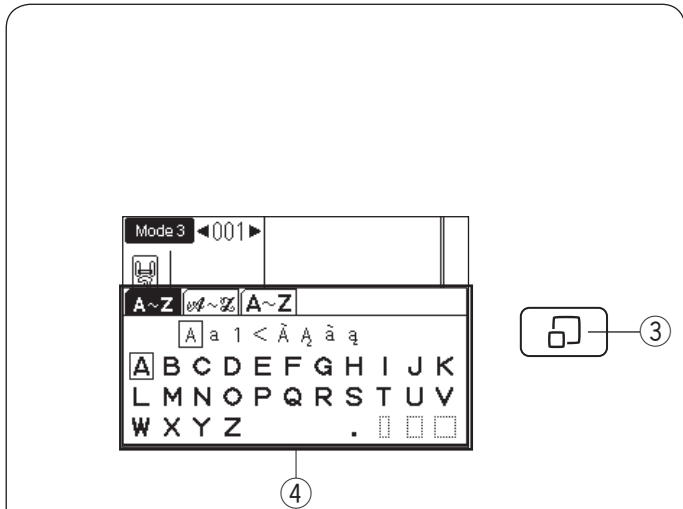 Mode 3 ◄001►
A~Z 𝒜~𝒵 A~Z
A a 1 < À Ą ã ą
A B C D E F G H I J K
L M N O P Q R S T U V
W X Y Z .
③
④